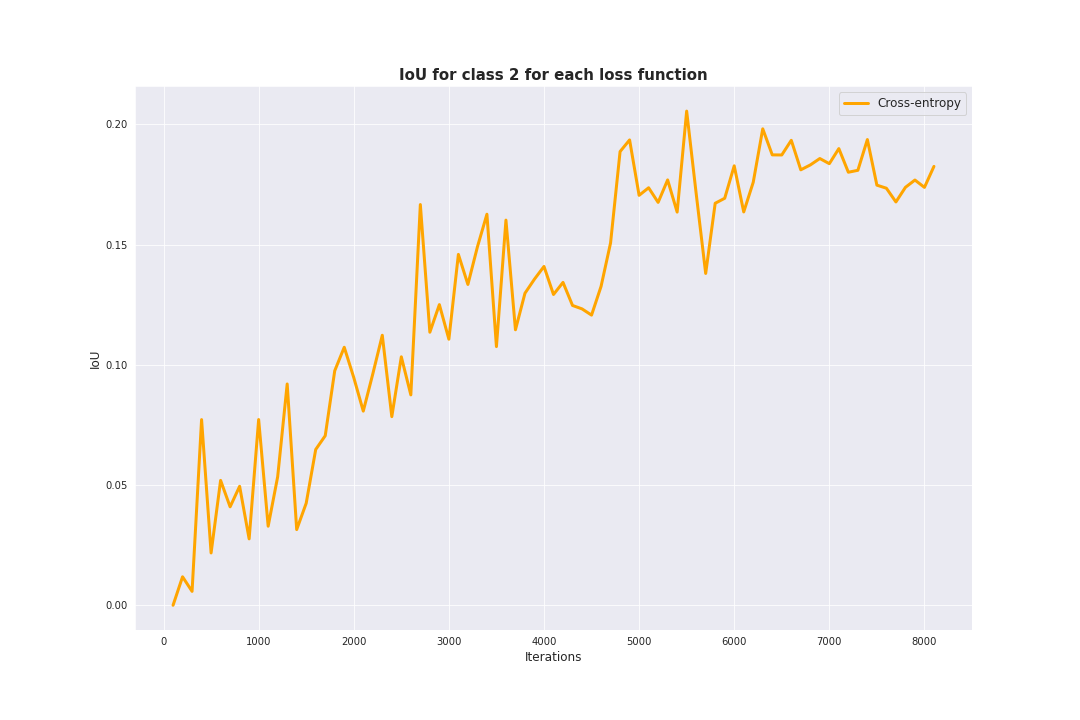 IoU for class 2 for each loss function
Cross-entropy
0.20
0.15
0.10
0.05
0.00
IoU
0 1000 2000 3000 4000 5000 6000 7000 8000
Iterations